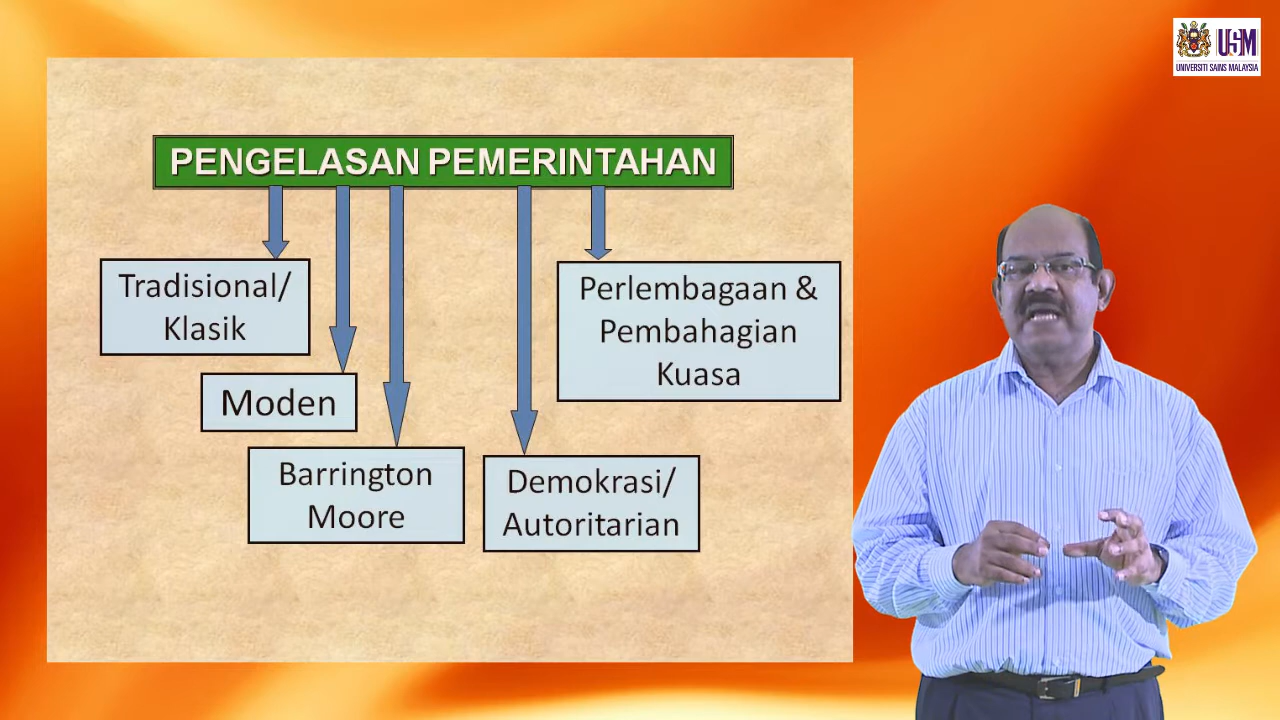 USM
UNIVERSITI SAINS MALAYSIA
PENGELASAN PEMERINTAHAN
Tradisional/
Klasik
Moden
Barrington
Moore
Demokrasi/
Autoritarian
Perlembagaan &
Pembahagian
Kuasa